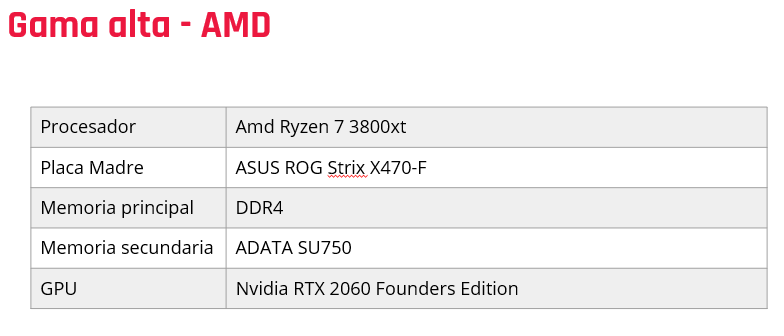 Gama alta - AMD
Procesador Amd Ryzen 7 3800xt
Placa Madre ASUS ROG Strix X470-F
Memoria principal DDR4
Memoria secundaria ADATA SU750
GPU Nvidia RTX 2060 Founders Edition